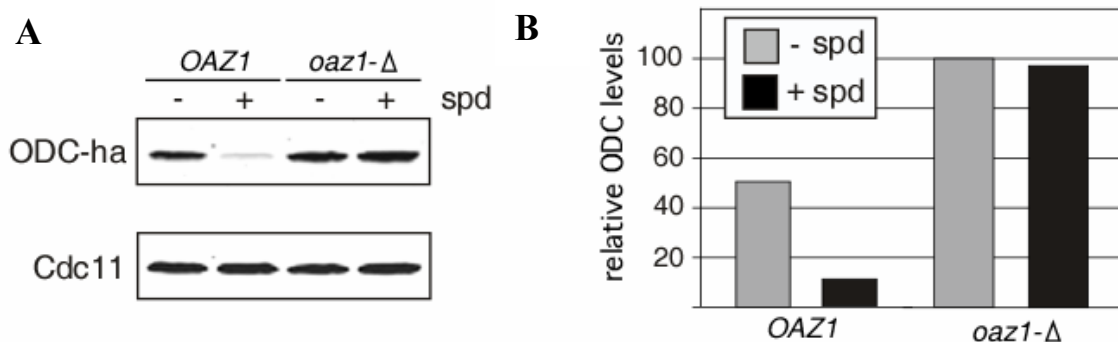 A
OAZ1 oaz1-Δ
- + - + spd
ODC-ha
Cdc11
B
- spd
+ spd
relative ODC levels
100
80
60
40
20
OAZ1 oaz1-Δ